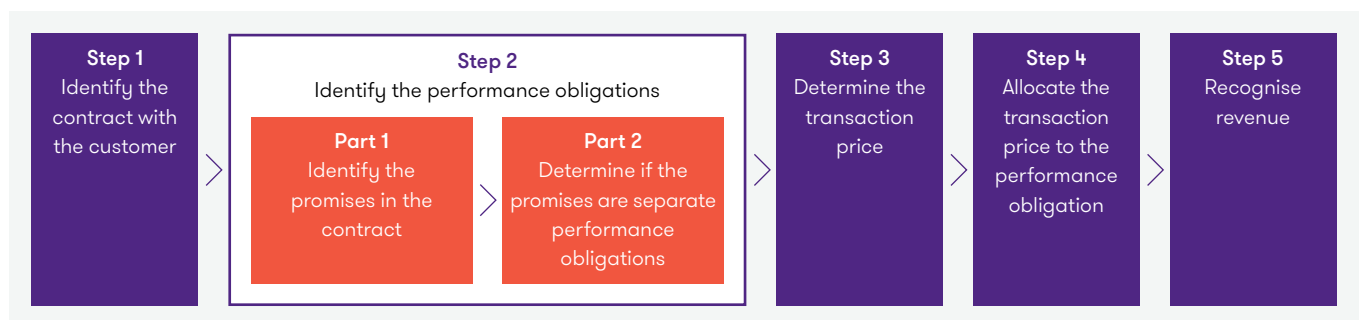 Step 1
Identify the
contract with
the customer
Step 2
Identify the performance obligations
Part 1
Identify the
promises in the
contract
Part 2
Determine if the
promises are separate
performance
obligations
Step 3
Determine the
transaction
price
Step 4
Allocate the
transaction
price to the
performance
obligation
Step 5
Recognise
revenue